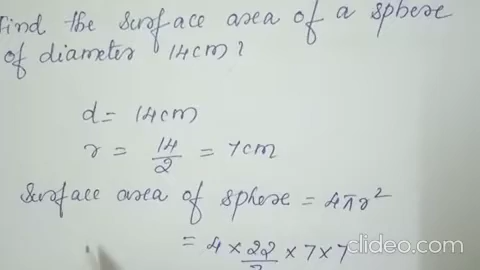 Find the surface area of a sphere
of diameter 14cm?
d = 14cm
r = 14/2 = 7cm
Surface area of sphere = 4πr²
= 4 × 22/7 × 7 × 7
clideo.com